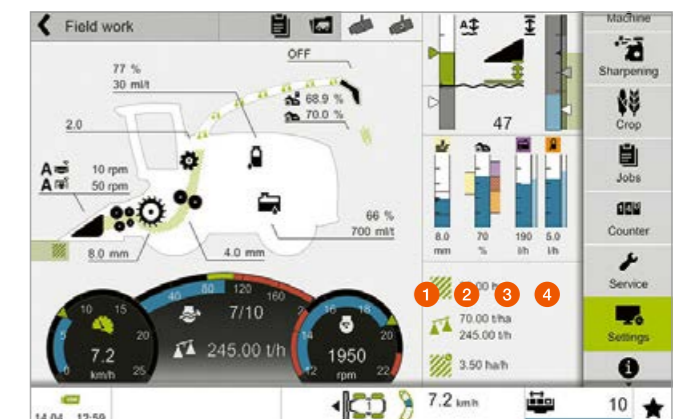 Field work
Machine
OFF
A
77 %
30 ml/t
68.9 %
70.0 %
Sharpening
2.0
47
Crop
A
10 rpm
A
50 rpm
Jobs
66 %
700 ml/t
8.0 mm
4.0 mm
8.0
70
190
5.0
mm
%
l/h
l/h
Counter
Service
1 2 3 4
70.00 t/ha
245.00 t/h
3.50 ha/h
Settings
40 80 120 160
7/10
245.00 t/h
5 10 15 20 25
7.2
km/h
12 14 16 18 20 22
1950
rpm
14.04. 12:59
1
7.2 km/h
10